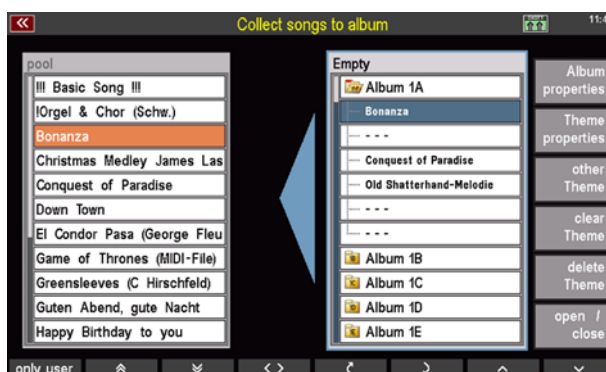 Collect songs to album
11:4
pool
!!! Basic Song !!!
!Orgel & Chor (Schw.)
Bonanza
Christmas Medley James Las
Conquest of Paradise
Down Town
El Condor Pasa (George Fleu
Game of Thrones (MIDI-File)
Greensleeves (C Hirschfeld)
Guten Abend, gute Nacht
Happy Birthday to you
Empty
Album 1A
Bonanza
- - -
Conquest of Paradise
Old Shatterhand-Melodie
- - -
- - -
Album 1B
Album 1C
Album 1D
Album 1E
Album
properties
Theme
properties
other
Theme
clear
Theme
delete
Theme
open /
close
only user